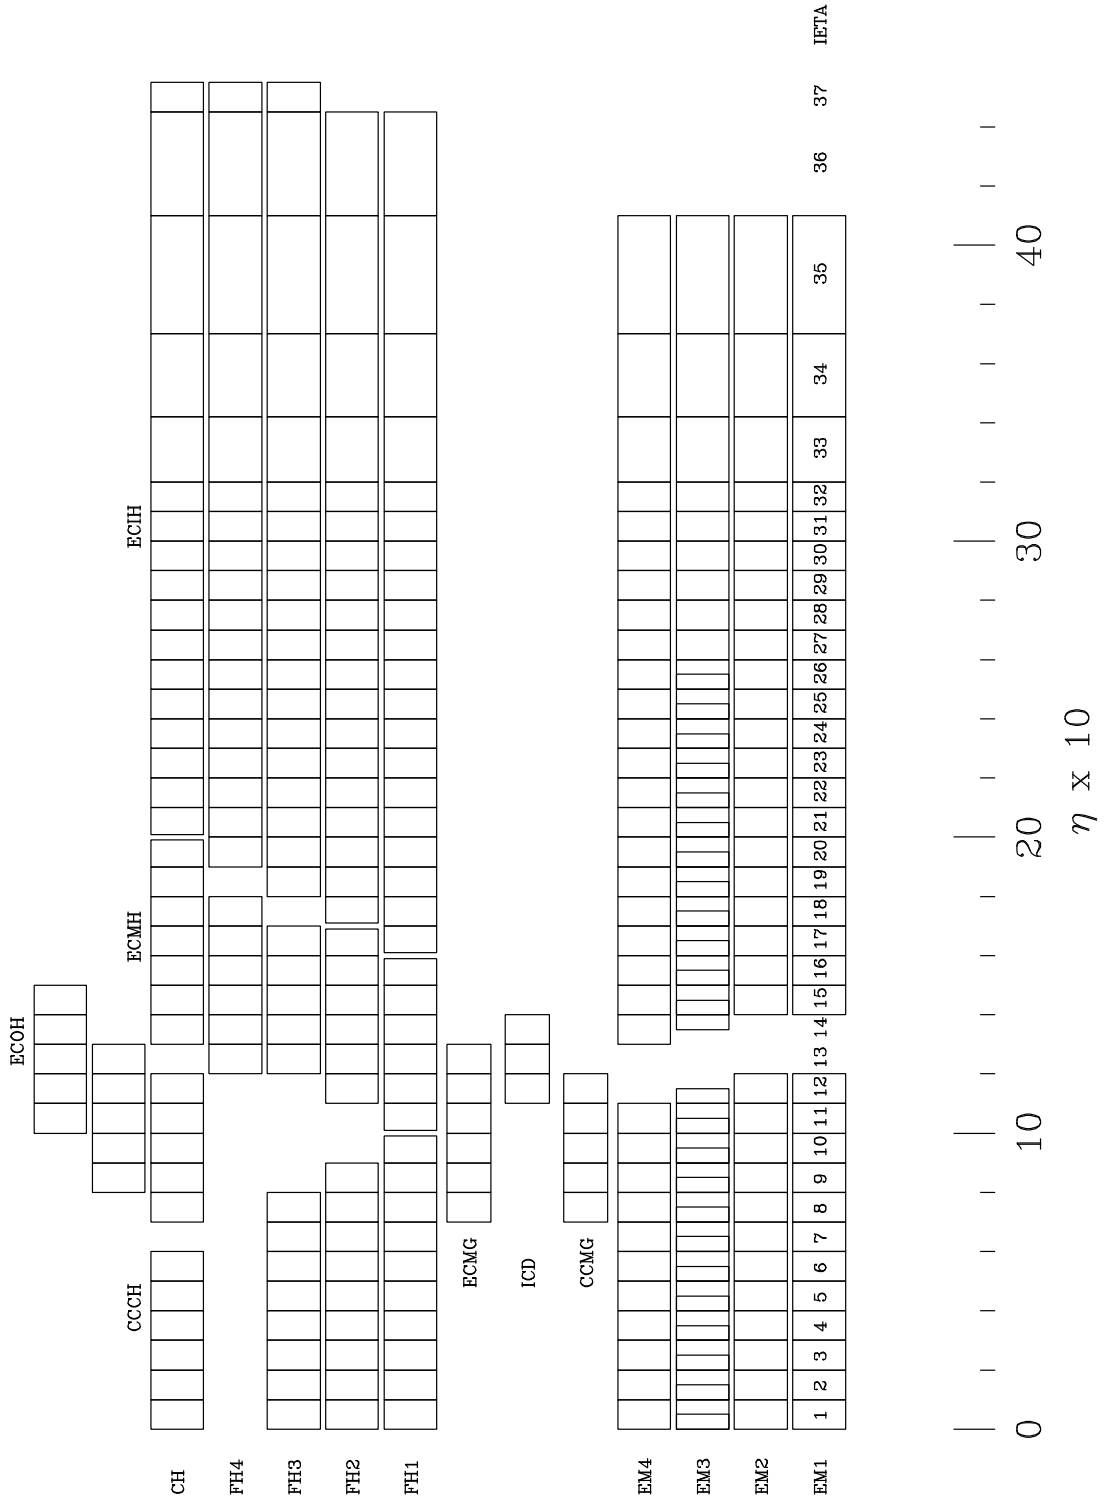 ECOH
CCCH ECMH ECIH
CH
FH4
FH3
FH2
FH1
ECMG
ICD
CCMG
EM4
EM3
EM2
EM1 1 2 3 4 5 6 7 8 9 10 11 12 13 14 15 16 17 18 19 20 21 22 23 24 25 26 27 28 29 30 31 32 33 34 35 36 37 IETA
0 10 20 30 40
η x 10